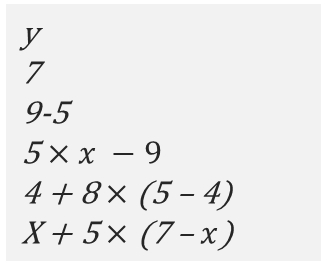 y
7
9-5
5 × x − 9
4 + 8 × (5 – 4)
X + 5 × (7 – x )